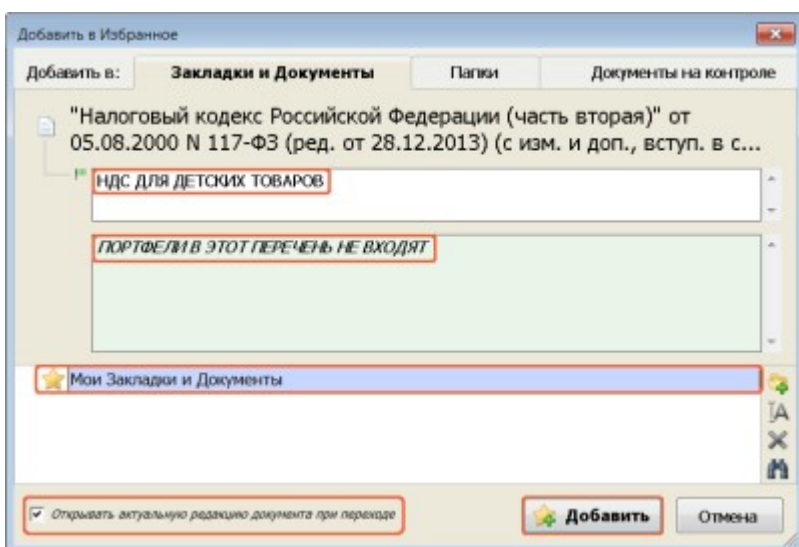 Добавить в Избранное
Добавить в: Закладки и Документы Папки Документы на контроле
"Налоговый кодекс Российской Федерации (часть вторая)" от
05.08.2000 N 117-ФЗ (ред. от 28.12.2013) (с изм. и доп., вступ. в с...
НДС ДЛЯ ДЕТСКИХ ТОВАРОВ
ПОРТФЕЛИ В ЭТОТ ПЕРЕЧЕНЬ НЕ ВХОДЯТ
Мои Закладки и Документы
Открывать актуальную редакцию документа при переходе
Добавить Отмена